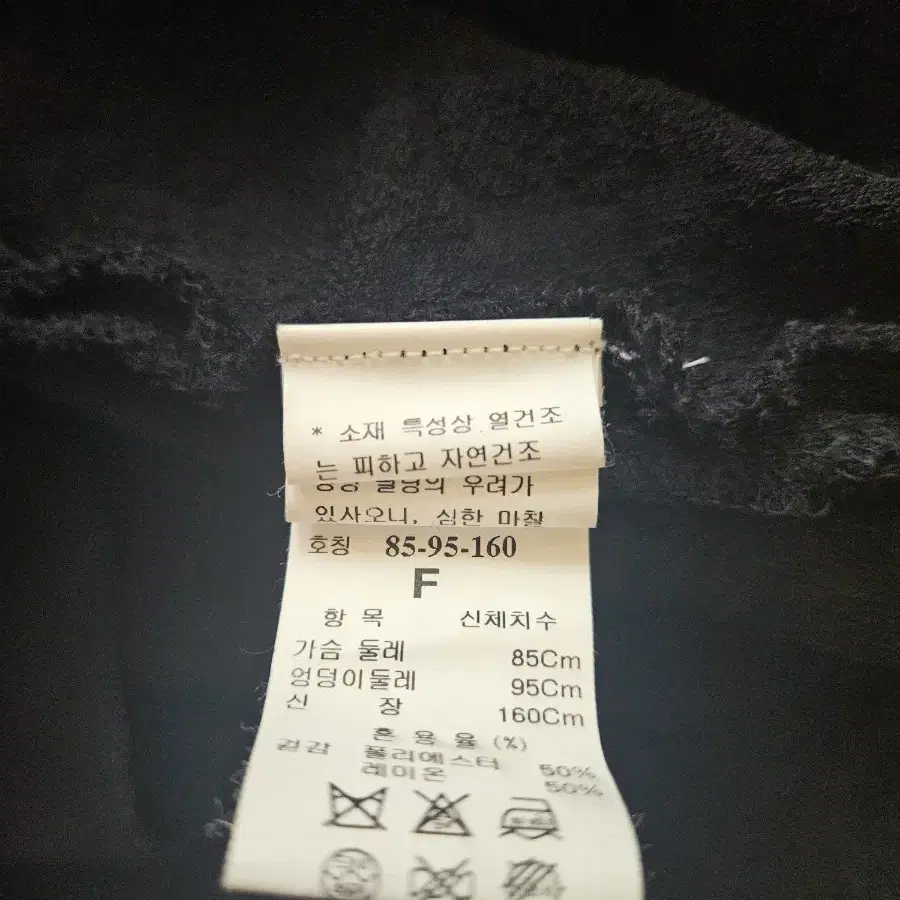 * 소재 특성상 열건조
는 피하고 자연건조
우려가
있사오니, 심한 마찰
호칭 85-95-160
F
항 목 신체치수
가슴 둘레 85Cm
엉덩이둘레 95Cm
신 장 160Cm
혼 용 율 (%)
겉감 폴리에스터 50%
레이온 50%